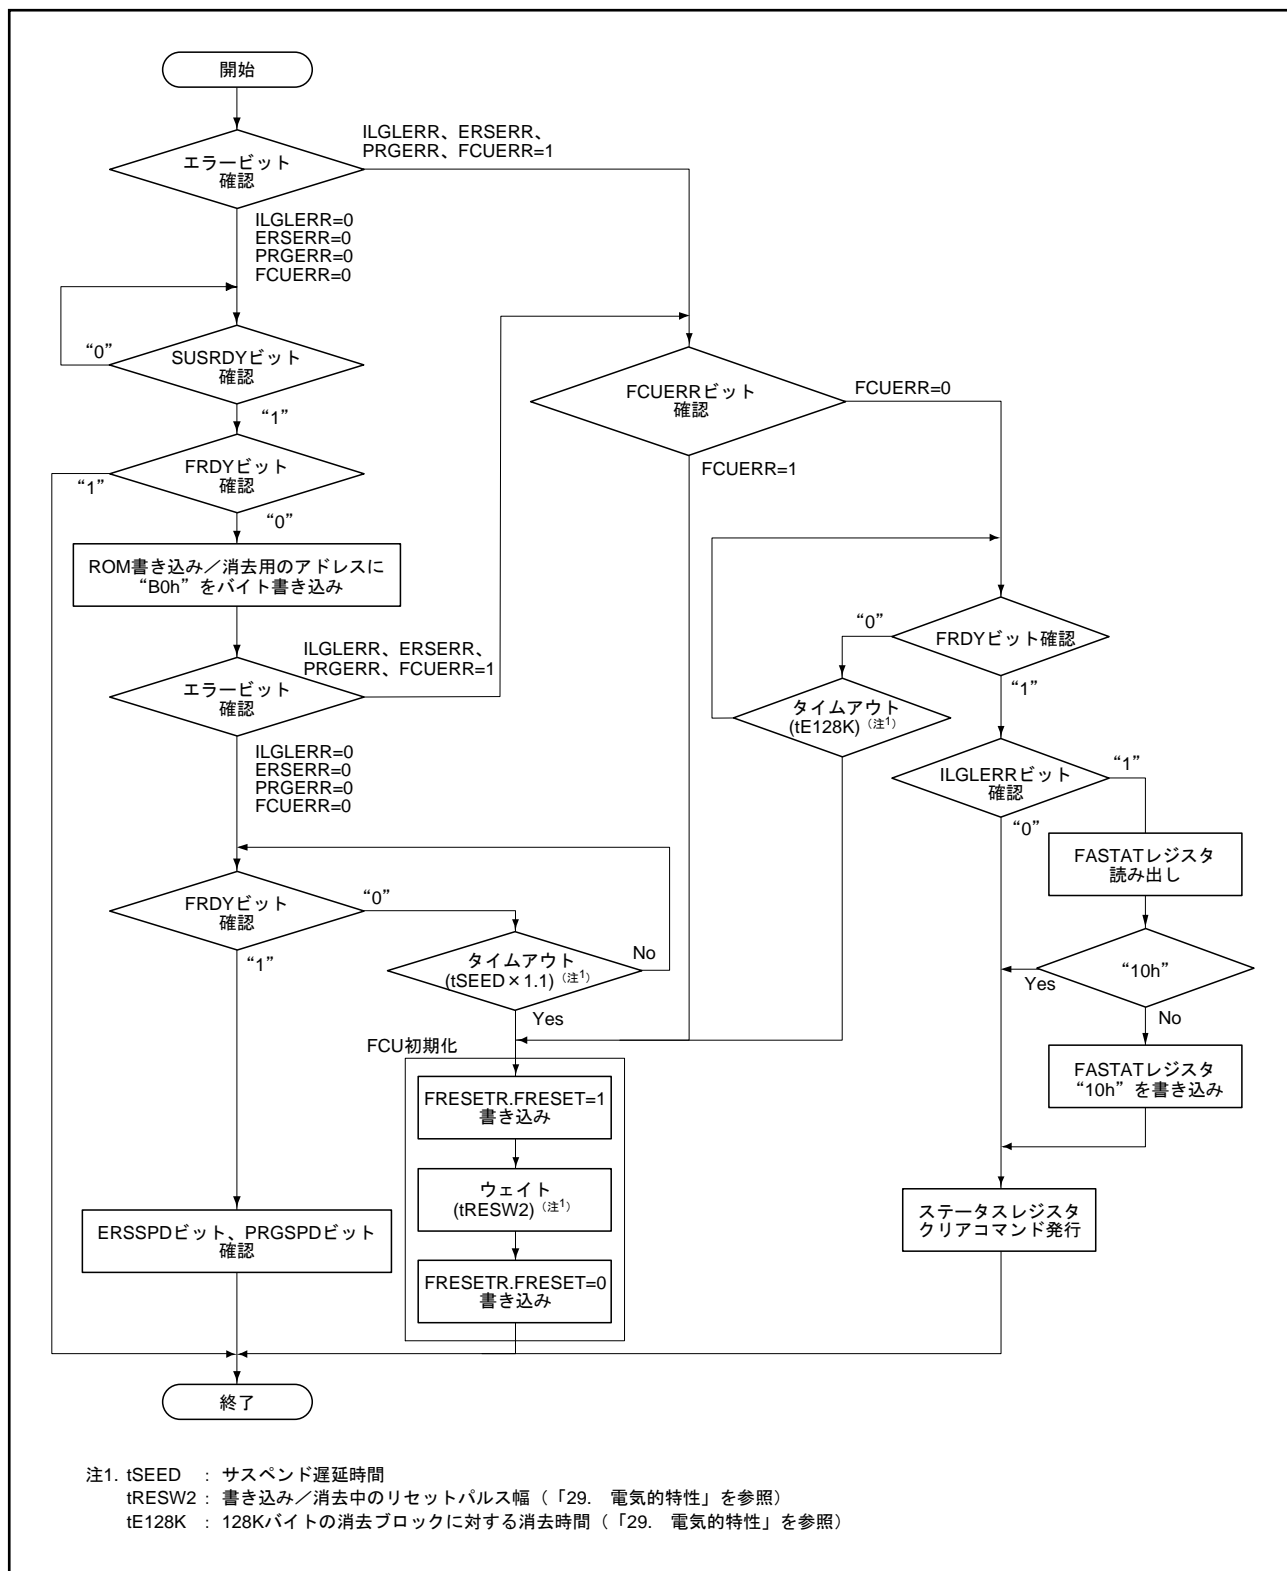 開始
エラービット
確認
ILGLERR、ERSERR、
PRGERR、FCUERR=1
ILGLERR=0
ERSERR=0
PRGERR=0
FCUERR=0
SUSRDYビット
確認
“0”
“1”
FRDYビット
確認
“1”
“0”
ROM書き込み／消去用のアドレスに
“B0h”をバイト書き込み
エラービット
確認
ILGLERR、ERSERR、
PRGERR、FCUERR=1
ILGLERR=0
ERSERR=0
PRGERR=0
FCUERR=0
FRDYビット
確認
“0”
“1”
タイムアウト
(tSEED×1.1)（注1）
No
Yes
FCU初期化
FRESETR.FRESET=1
書き込み
ウェイト
(tRESW2)（注1）
FRESETR.FRESET=0
書き込み
ERSSPDビット、PRGSPDビット
確認
終了
FCUERRビット
確認
FCUERR=0
FCUERR=1
FRDYビット確認
“0”
“1”
タイムアウト
(tE128K)（注1）
ILGLERRビット
確認
“1”
“0”
FASTATレジスタ
読み出し
“10h”
Yes
No
FASTATレジスタ
“10h”を書き込み
ステータスレジスタ
クリアコマンド発行
注1. tSEED ： サスペンド遅延時間
tRESW2 ： 書き込み／消去中のリセットパルス幅（「29. 電気的特性」を参照）
tE128K ： 128Kバイトの消去ブロックに対する消去時間（「29. 電気的特性」を参照）